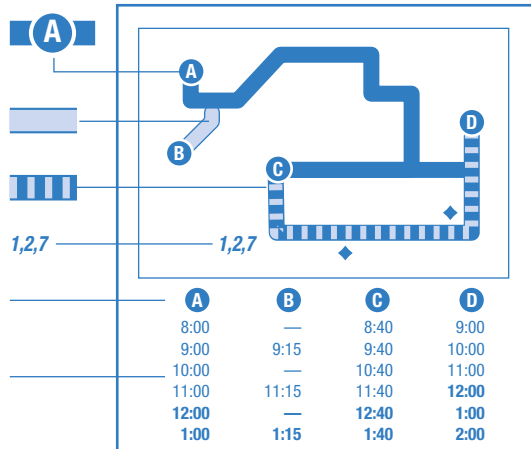 A
A
D
B
C
1,2,7 1,2,7
A B C D
8:00 — 8:40 9:00
9:00 9:15 9:40 10:00
10:00 — 10:40 11:00
11:00 11:15 11:40 12:00
12:00 — 12:40 1:00
1:00 1:15 1:40 2:00